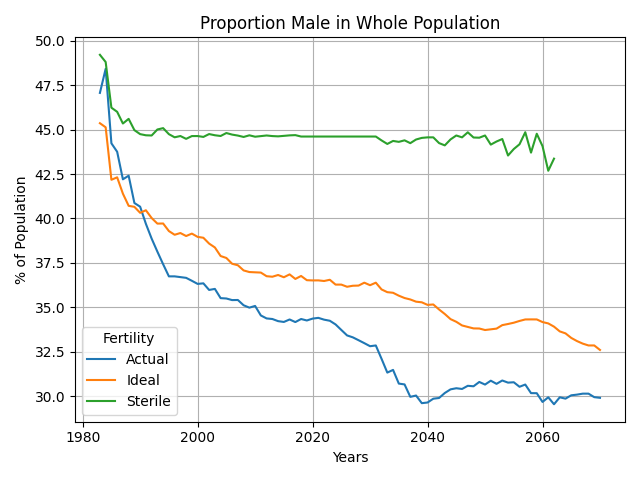 Proportion Male in Whole Population
% of Population
50.0
47.5
45.0
42.5
40.0
37.5
35.0
32.5
30.0
Fertility
Actual
Ideal
Sterile
1980
2000
2020
2040
2060
Years